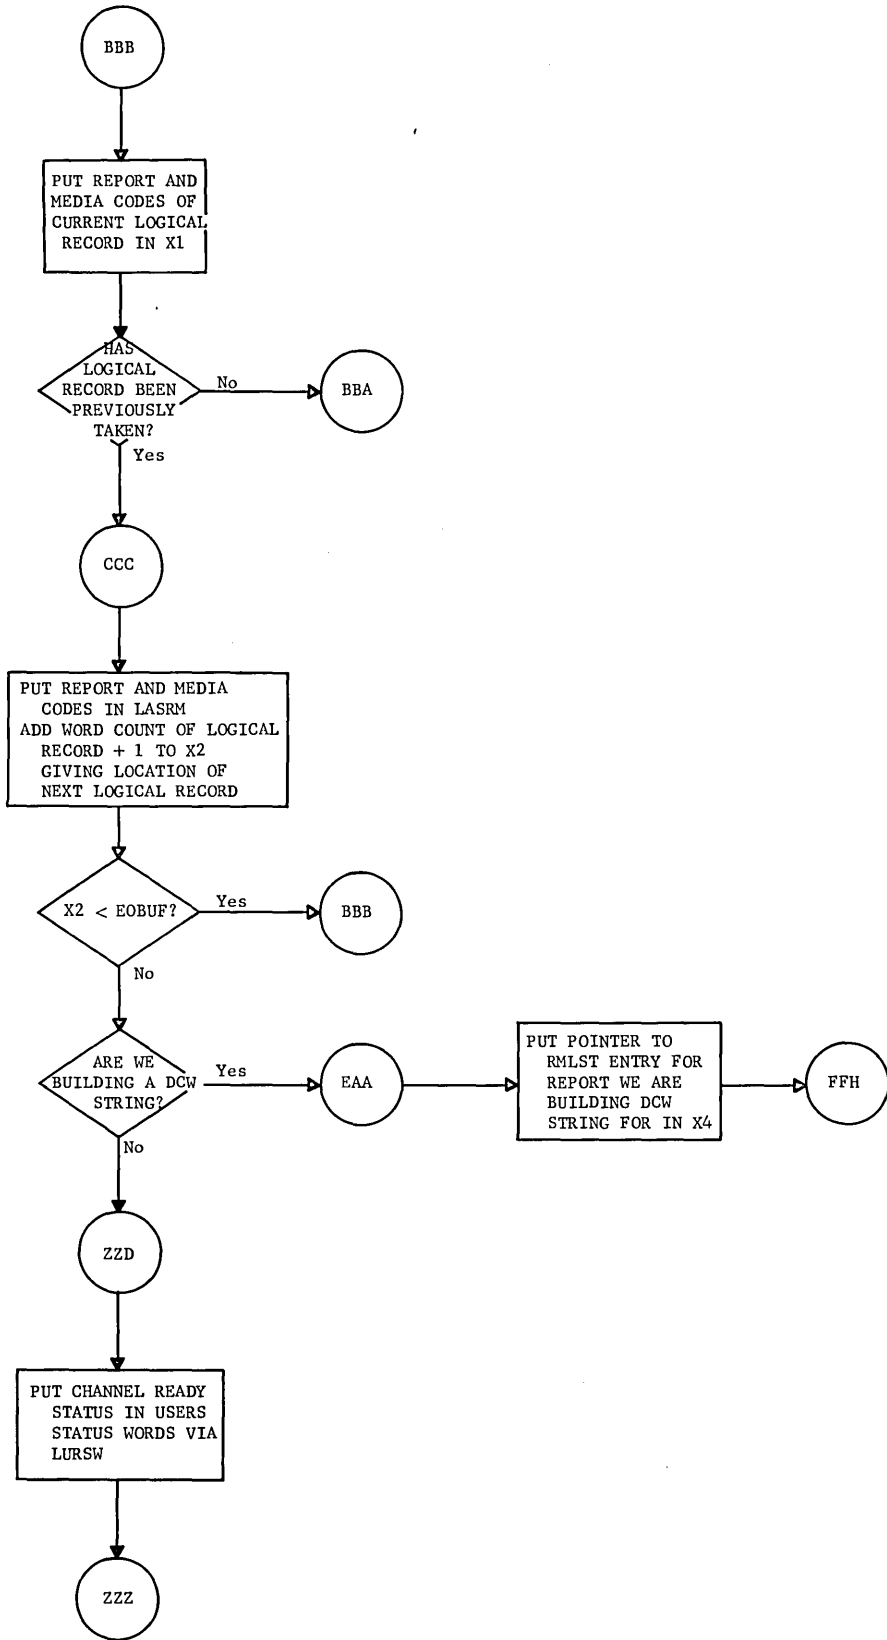 BBB
PUT REPORT AND
MEDIA CODES OF
CURRENT LOGICAL
RECORD IN X1
HAS
LOGICAL
RECORD BEEN
PREVIOUSLY
TAKEN?
No
BBA
Yes
CCC
PUT REPORT AND MEDIA
CODES IN LASRM
ADD WORD COUNT OF LOGICAL
RECORD + 1 TO X2
GIVING LOCATION OF
NEXT LOGICAL RECORD
X2 < EOBUF?
Yes
BBB
No
ARE WE
BUILDING A DCW
STRING?
Yes
EAA
PUT POINTER TO
RMLST ENTRY FOR
REPORT WE ARE
BUILDING DCW
STRING FOR IN X4
FFH
No
ZZD
PUT CHANNEL READY
STATUS IN USERS
STATUS WORDS VIA
LURSW
ZZZ